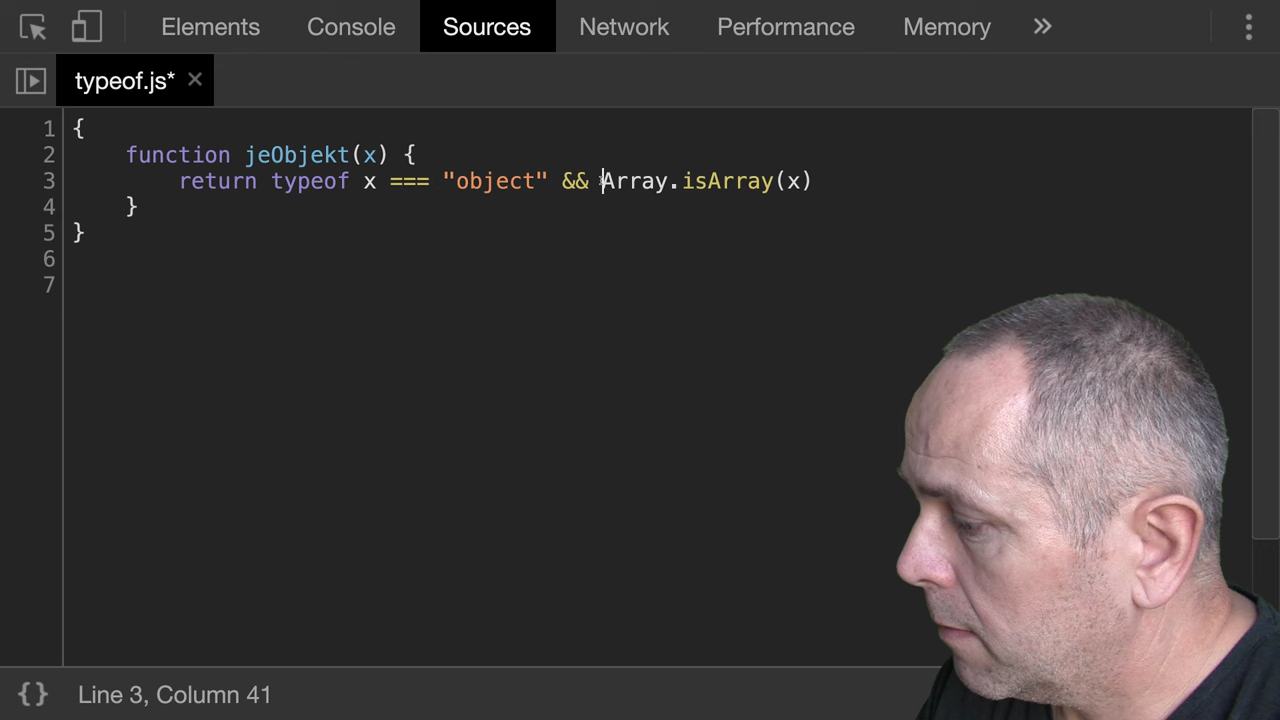 Elements Console Sources Network Performance Memory »
typeof.js* ×
1 {
2 function jeObjekt(x) {
3 return typeof x === "object" && Array.isArray(x)
4 }
5 }
6
7
{} Line 3, Column 41